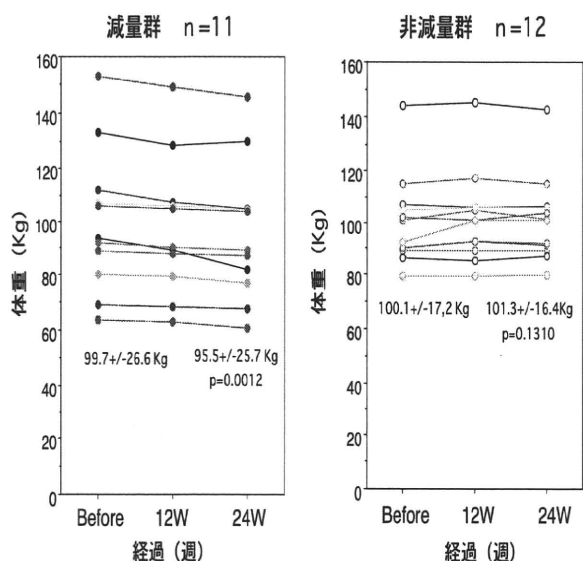 減量群 n=11
体重 (Kg)
160
140
120
100
80
60
40
20
0
99.7+/-26.6 Kg
95.5+/-25.7 Kg
p=0.0012
Before 12W 24W
経過 (週)
非減量群 n=12
体重 (Kg)
160
140
120
100
80
60
40
20
0
100.1+/-17,2 Kg
101.3+/-16.4Kg
p=0.1310
Before 12W 24W
経過 (週)